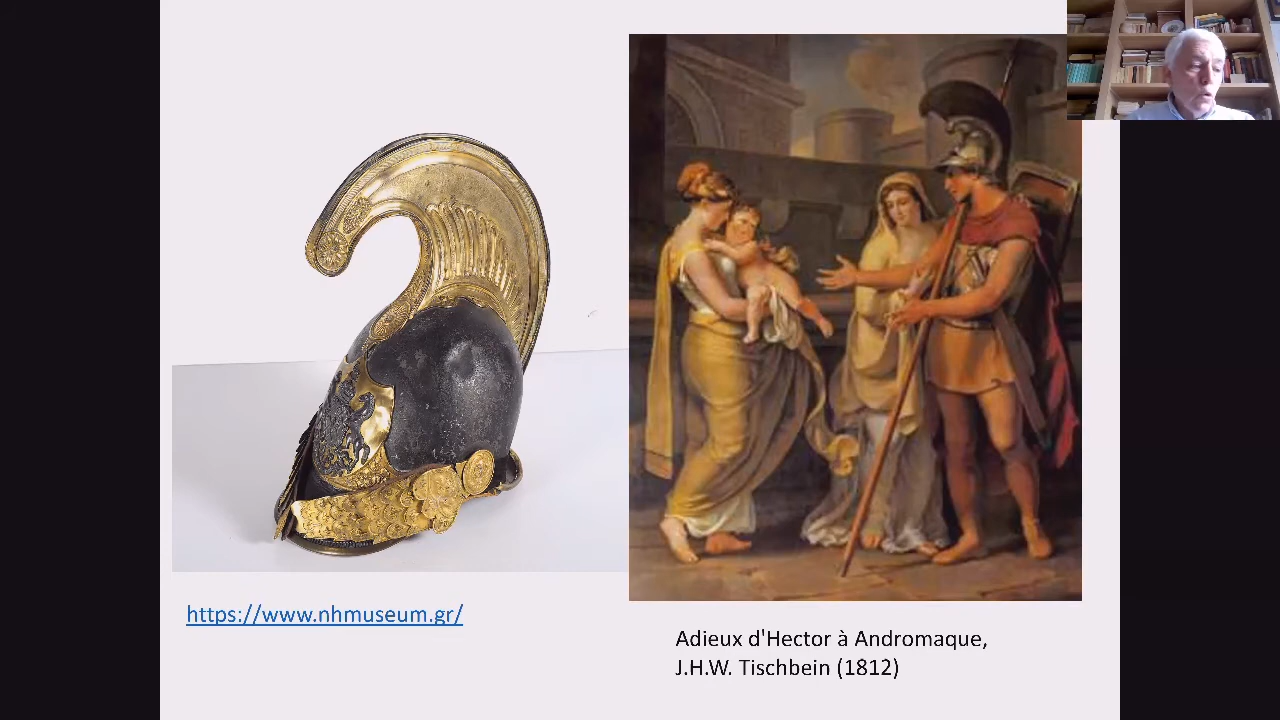 https://www.nhmuseum.gr/
Adieux d'Hector à Andromaque,
J.H.W. Tischbein (1812)